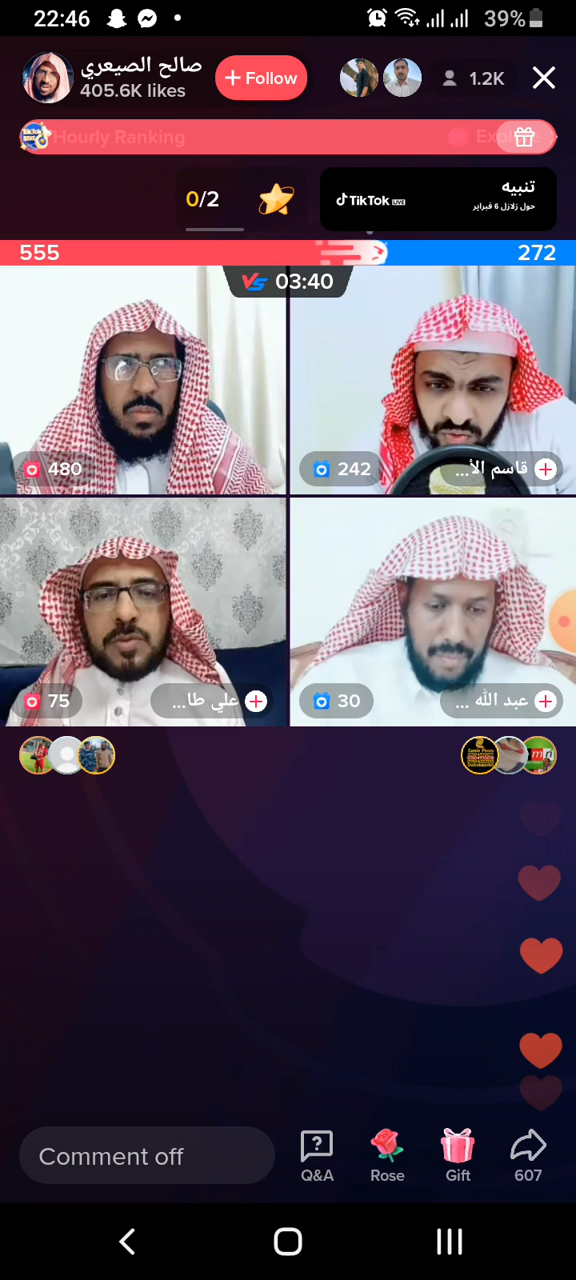 22:46
39%
صالح الصيعري
405.6K likes
+ Follow
1.2K
Hourly Ranking
0/2
TikTok LIVE
تنبيه
حول زلازل 6 فبراير
555
272
VS 03:40
480
242
قاسم الأ...
75
علي طا...
30
عبد الله ...
Comment off
Q&A
Rose
Gift
607